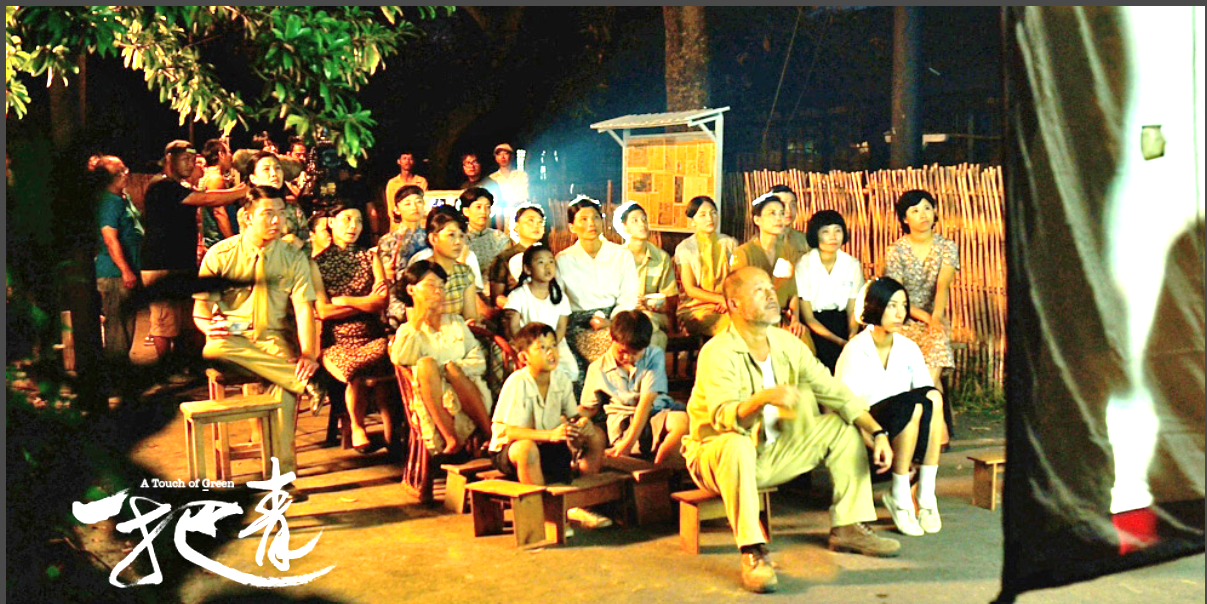 A Touch of Green
一把青